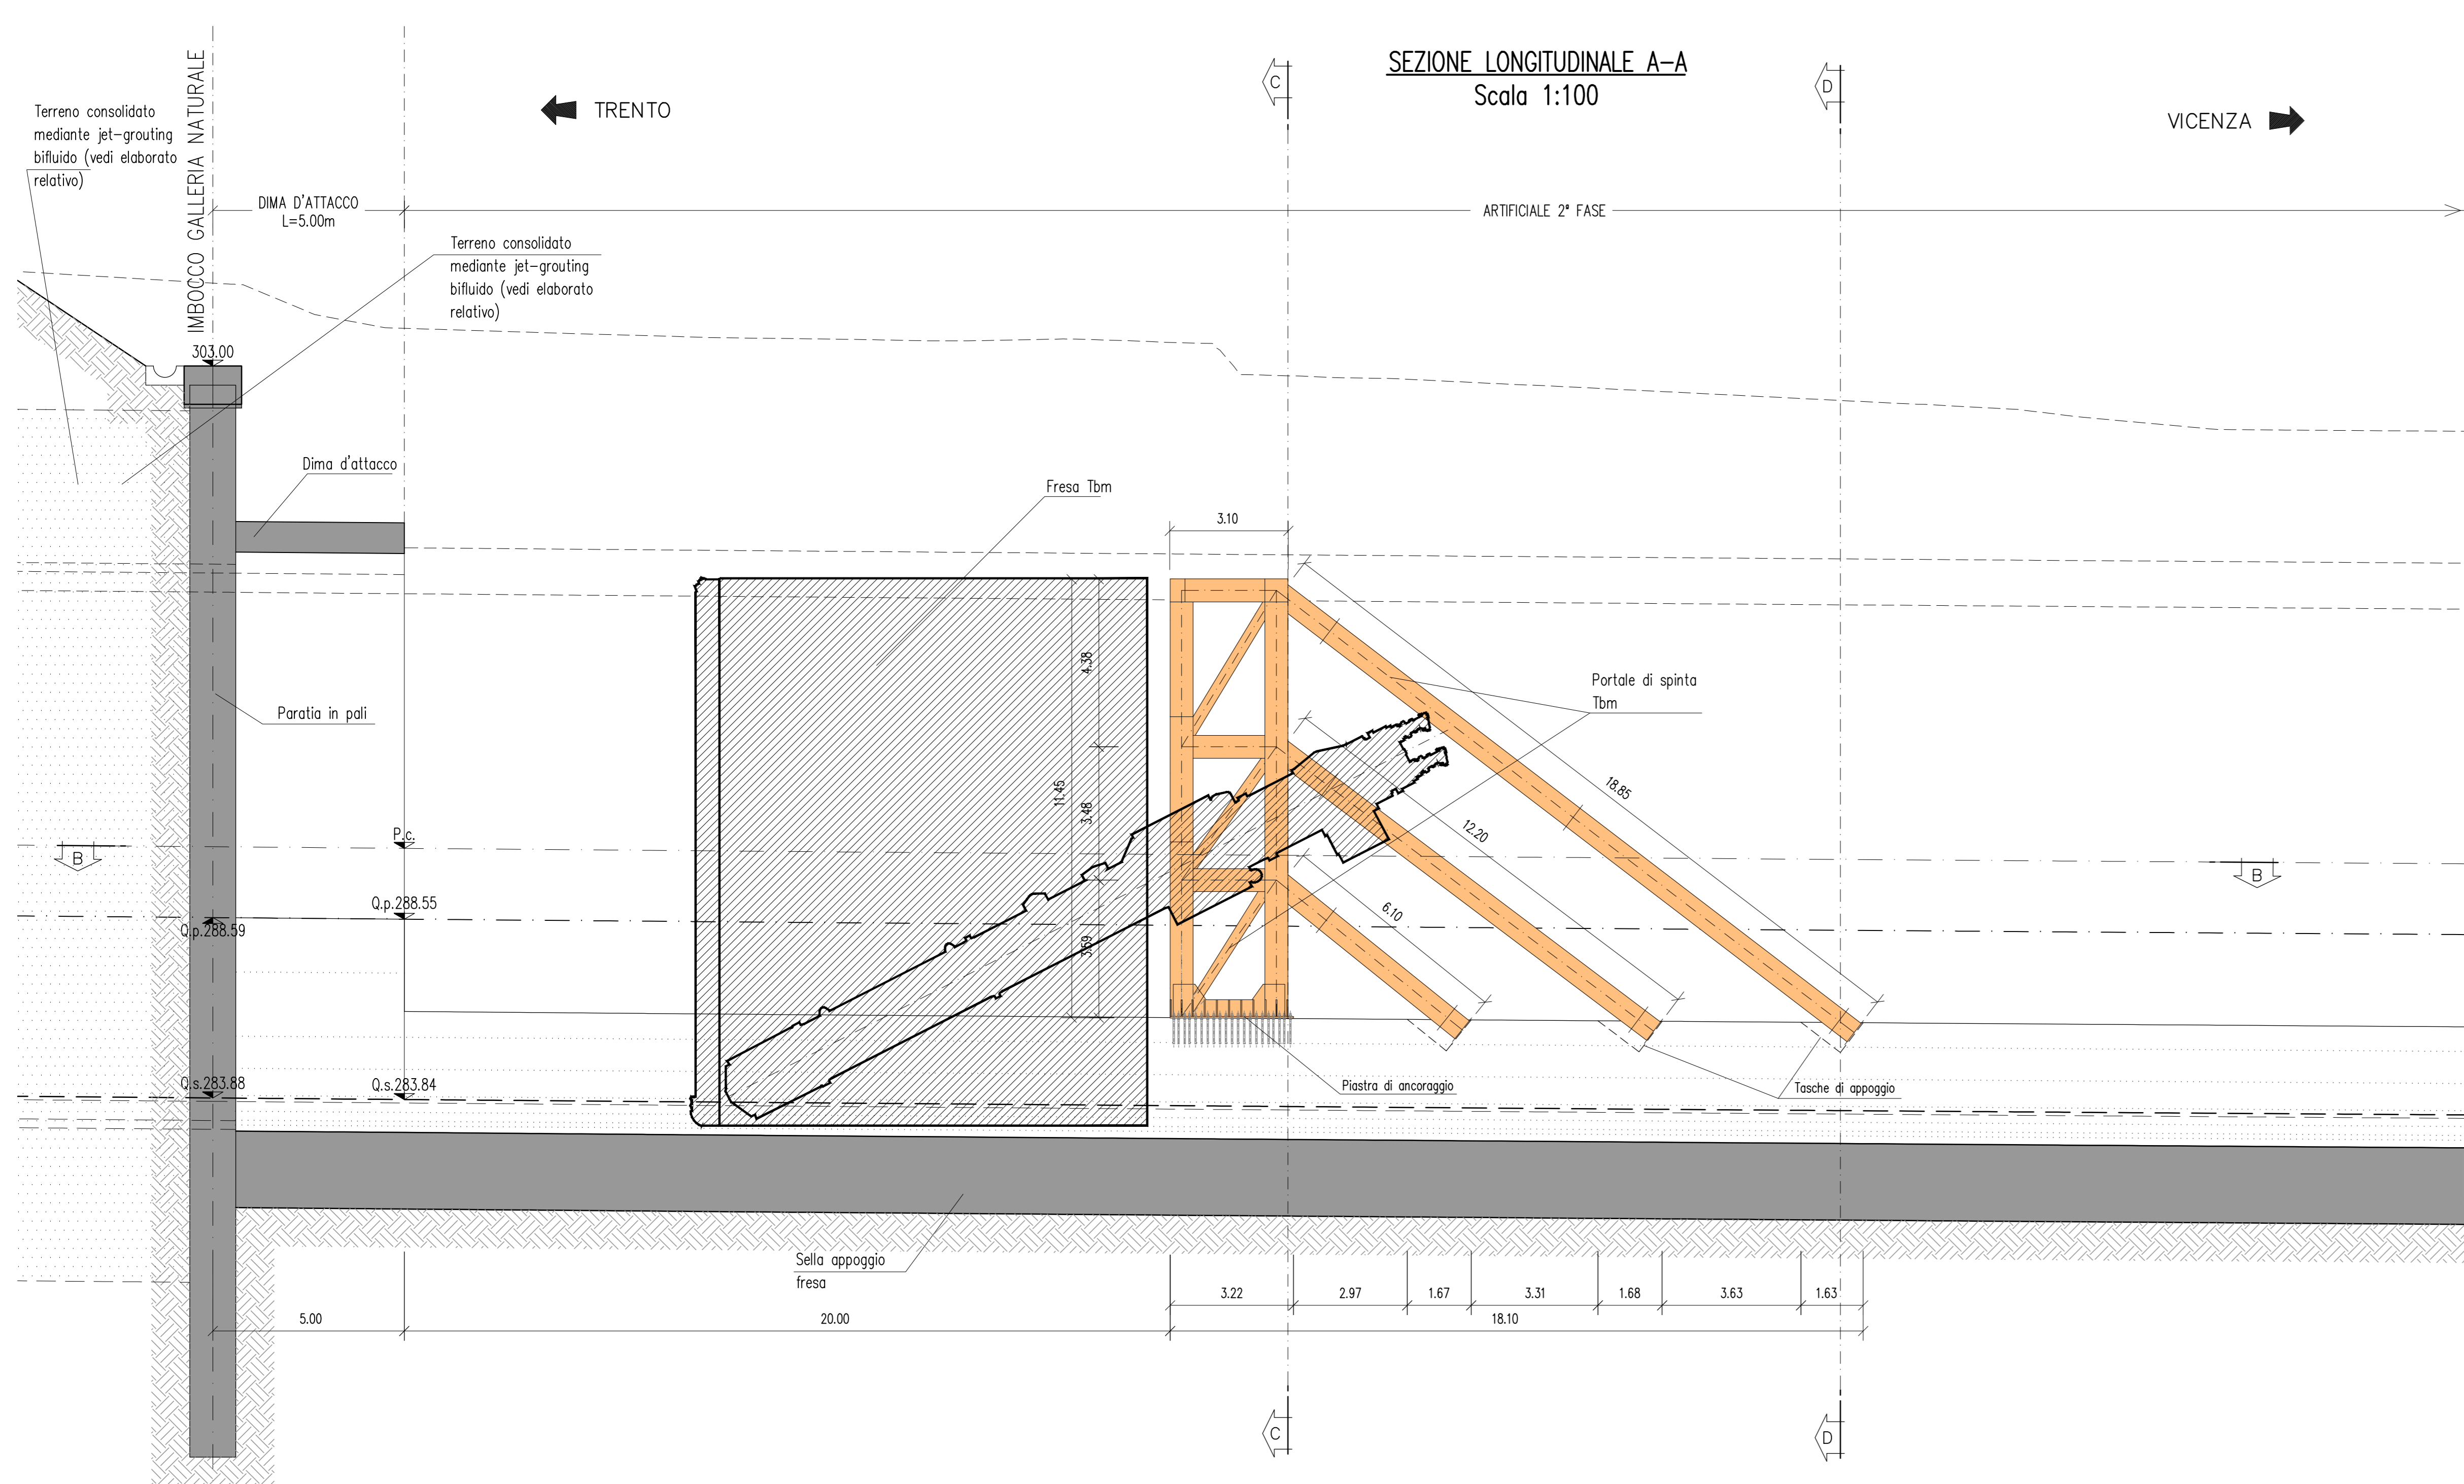 SEZIONE LONGITUDINALE A-A
Scala 1:100
C
D
TRENTO
VICENZA
IMBOCCO GALLERIA NATURALE
Terreno consolidato
mediante jet-grouting
bifluido (vedi elaborato
relativo)
DIMA D'ATTACCO
L=5.00m
ARTIFICIALE 2ª FASE
Terreno consolidato
mediante jet-grouting
bifluido (vedi elaborato
relativo)
303.00
Dima d'attacco
Fresa Tbm
3.10
4.38
Portale di spinta
Tbm
Paratia in pali
18.85
11.45
3.48
12.20
P.c.
B
B
6.10
Q.p.288.55
Q.p.288.59
3.59
Q.s.283.88
Q.s.283.84
Piastra di ancoraggio
Tasche di appoggio
Sella appoggio
fresa
3.22
2.97
1.67
3.31
1.68
3.63
1.63
5.00
20.00
18.10
C
D